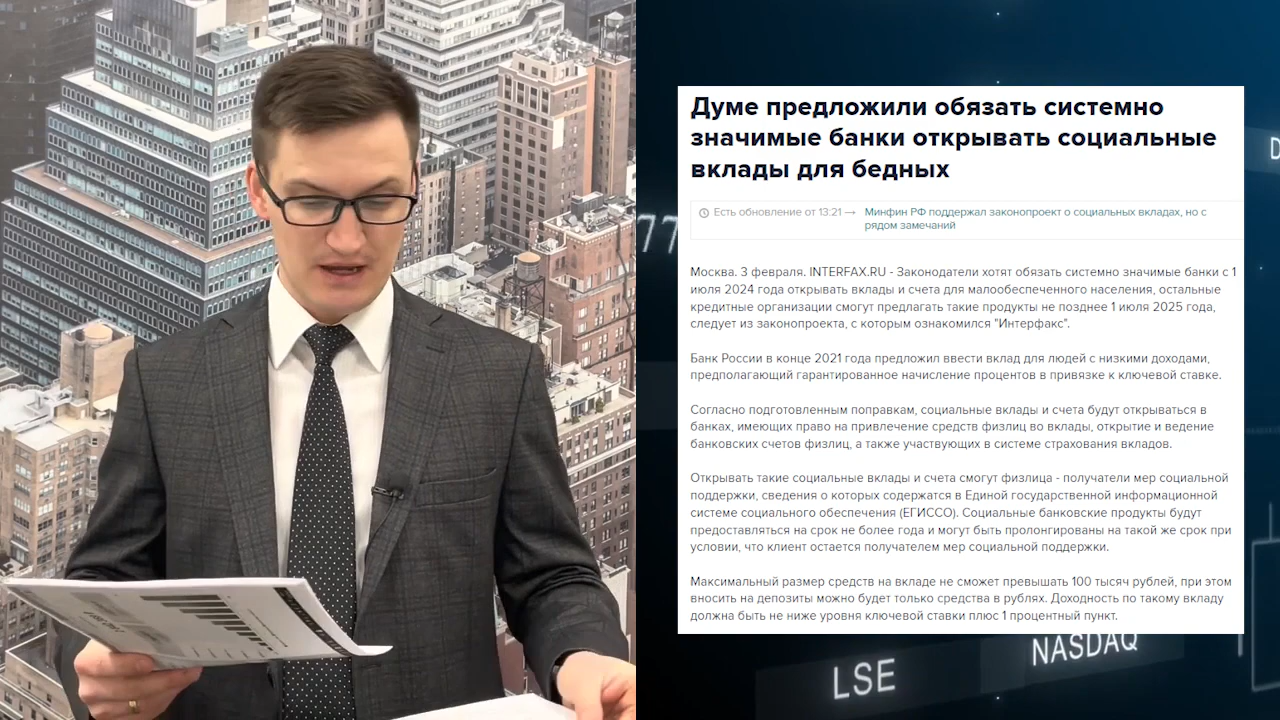 Думе предложили обязать системно
значимые банки открывать социальные
вклады для бедных
Есть обновление от 13:21 → Минфин РФ поддержал законопроект о социальных вкладах, но с
рядом замечаний
Москва. 3 февраля. INTERFAX.RU - Законодатели хотят обязать системно значимые банки с 1
июля 2024 года открывать вклады и счета для малообеспеченного населения, остальные
кредитные организации смогут предлагать такие продукты не позднее 1 июля 2025 года,
следует из законопроекта, с которым ознакомился "Интерфакс".
Банк России в конце 2021 года предложил ввести вклад для людей с низкими доходами,
предполагающий гарантированное начисление процентов в привязке к ключевой ставке.
Согласно подготовленным поправкам, социальные вклады и счета будут открываться в
банках, имеющих право на привлечение средств физлиц во вклады, открытие и ведение
банковских счетов физлиц, а также участвующих в системе страхования вкладов.
Открывать такие социальные вклады и счета смогут физлица - получатели мер социальной
поддержки, сведения о которых содержатся в Единой государственной информационной
системе социального обеспечения (ЕГИССО). Социальные банковские продукты будут
предоставляться на срок не более года и могут быть пролонгированы на такой же срок при
условии, что клиент остается получателем мер социальной поддержки.
Максимальный размер средств на вкладе не сможет превышать 100 тысяч рублей, при этом
вносить на депозиты можно будет только средства в рублях. Доходность по такому вкладу
должна быть не ниже уровня ключевой ставки плюс 1 процентный пункт.
LSE
NASDAQ